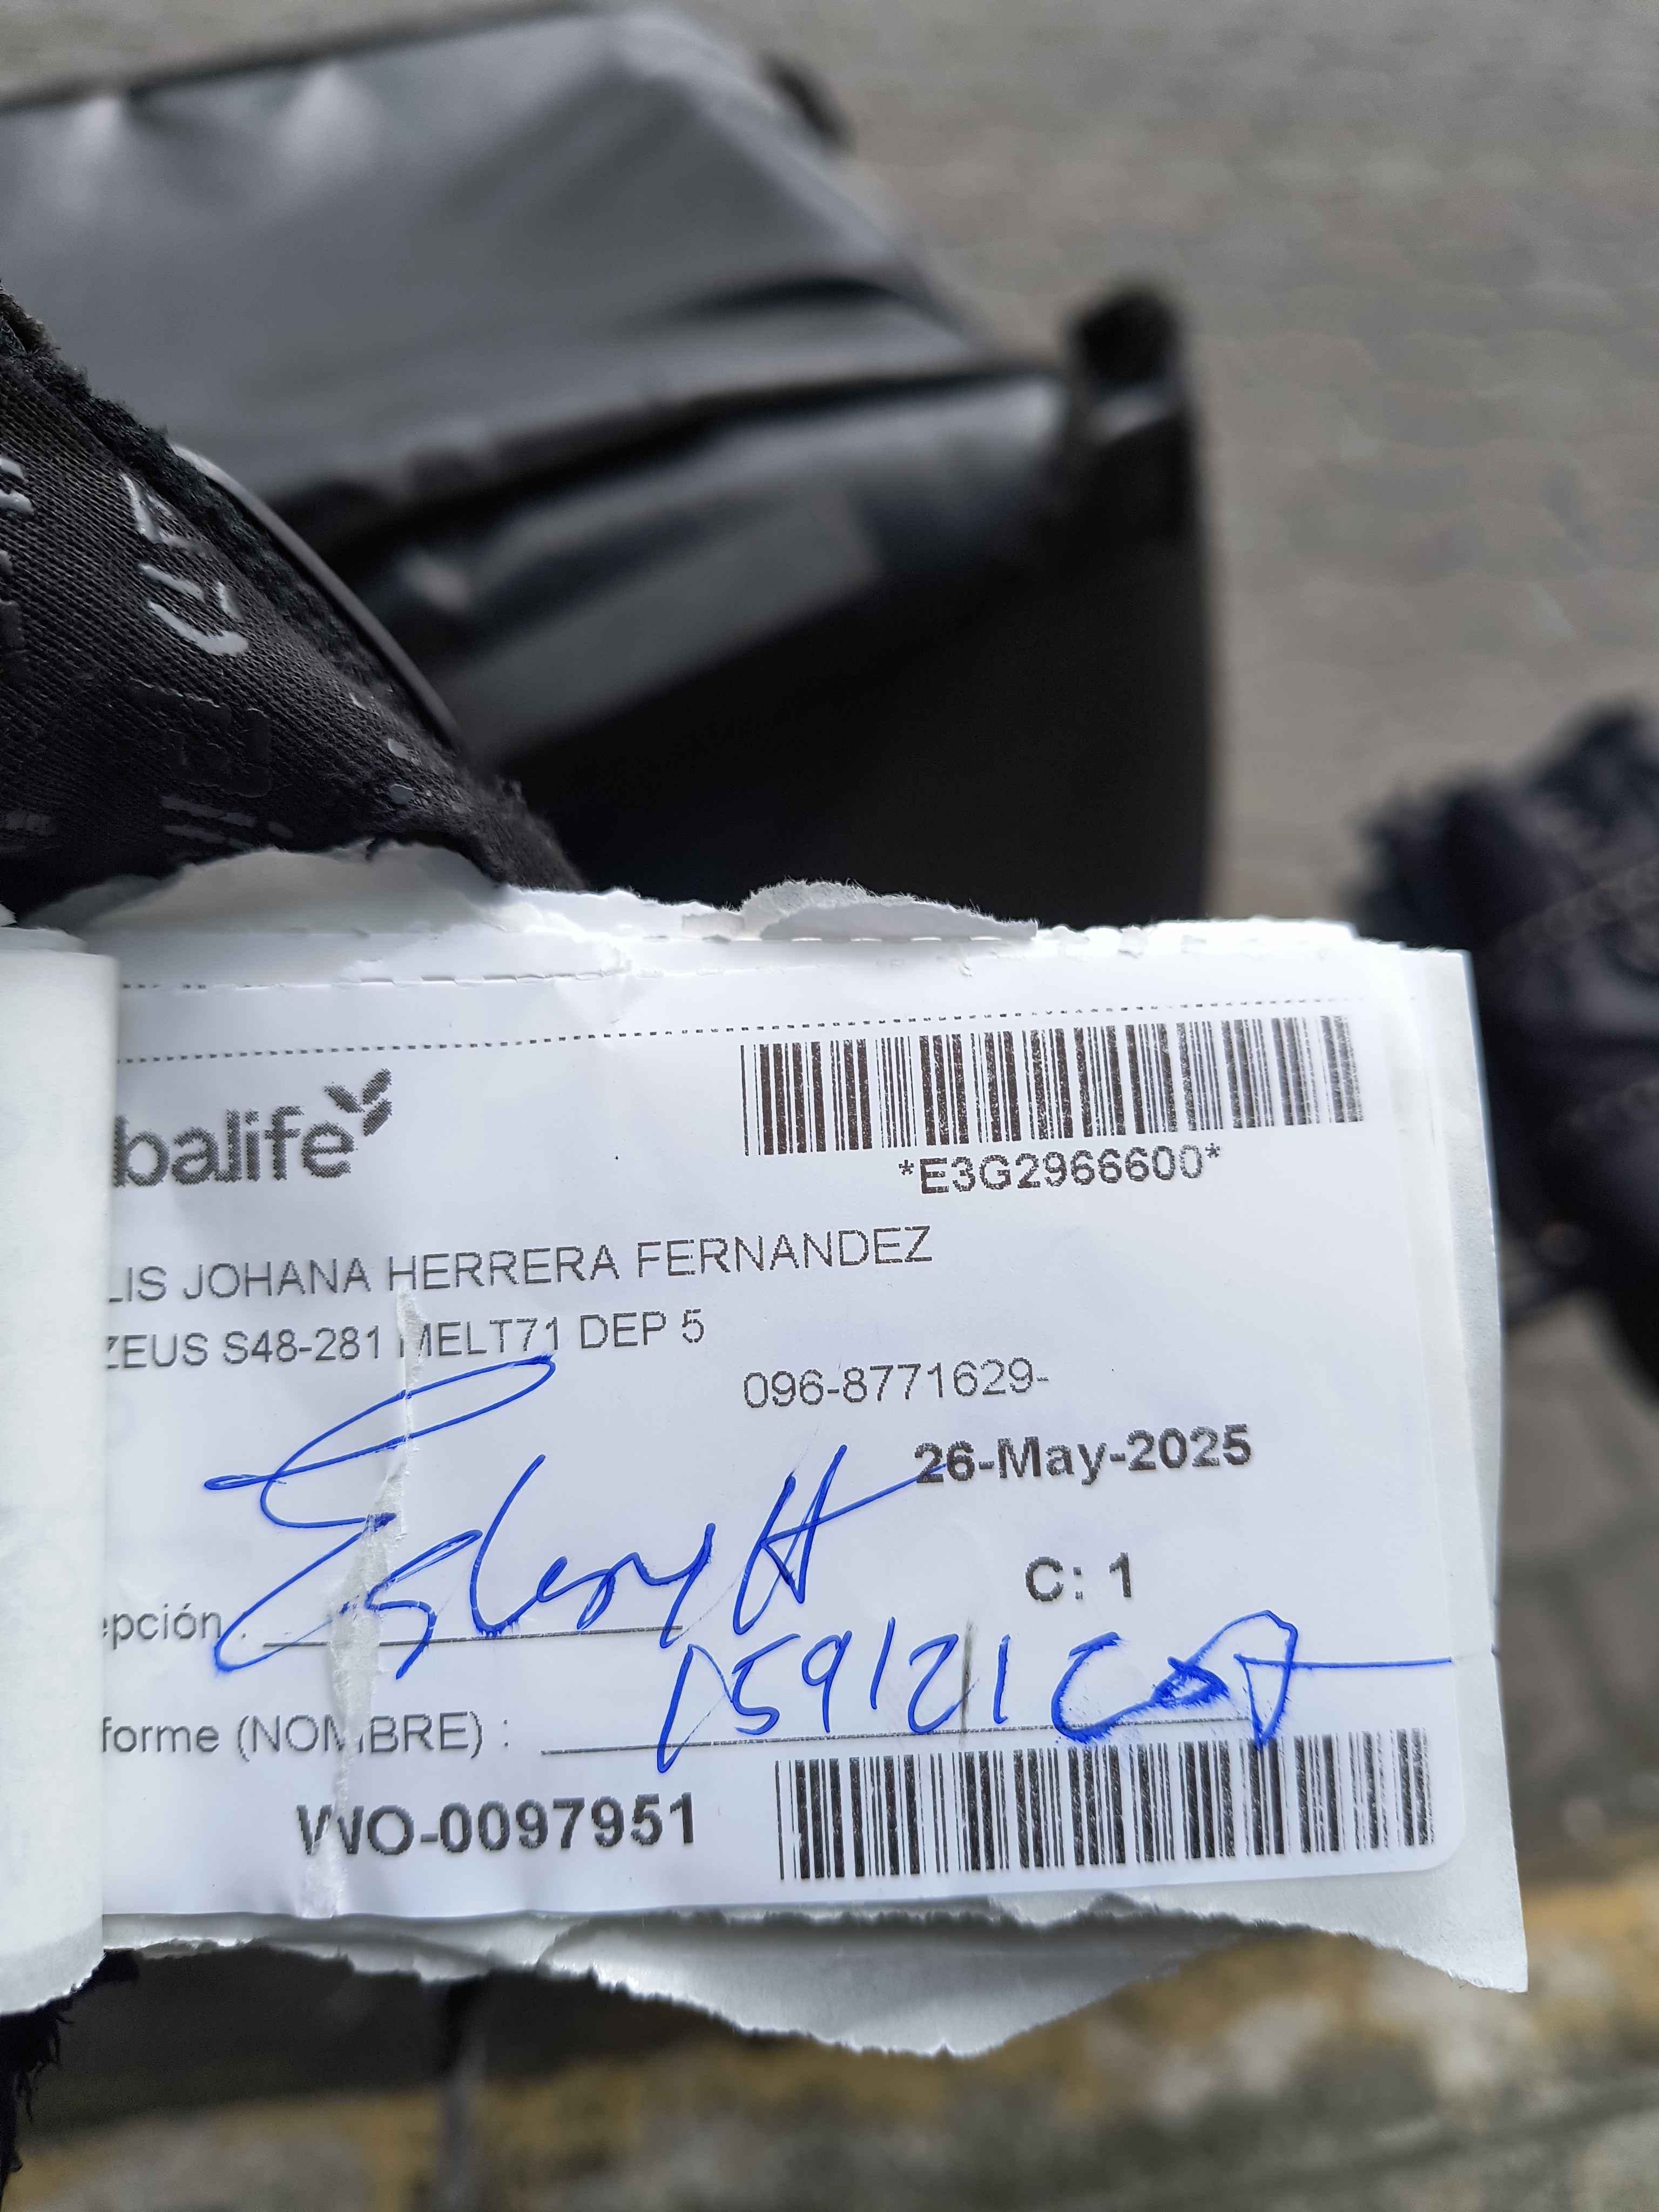 balife
*E3G2966600*
LIS JOHANA HERRERA FERNANDEZ
ZEUS S48-281 MELT71 DEP 5
096-8771629-
26-May-2025
C: 1
epción :
forme (NOMBRE) :
WO-0097951